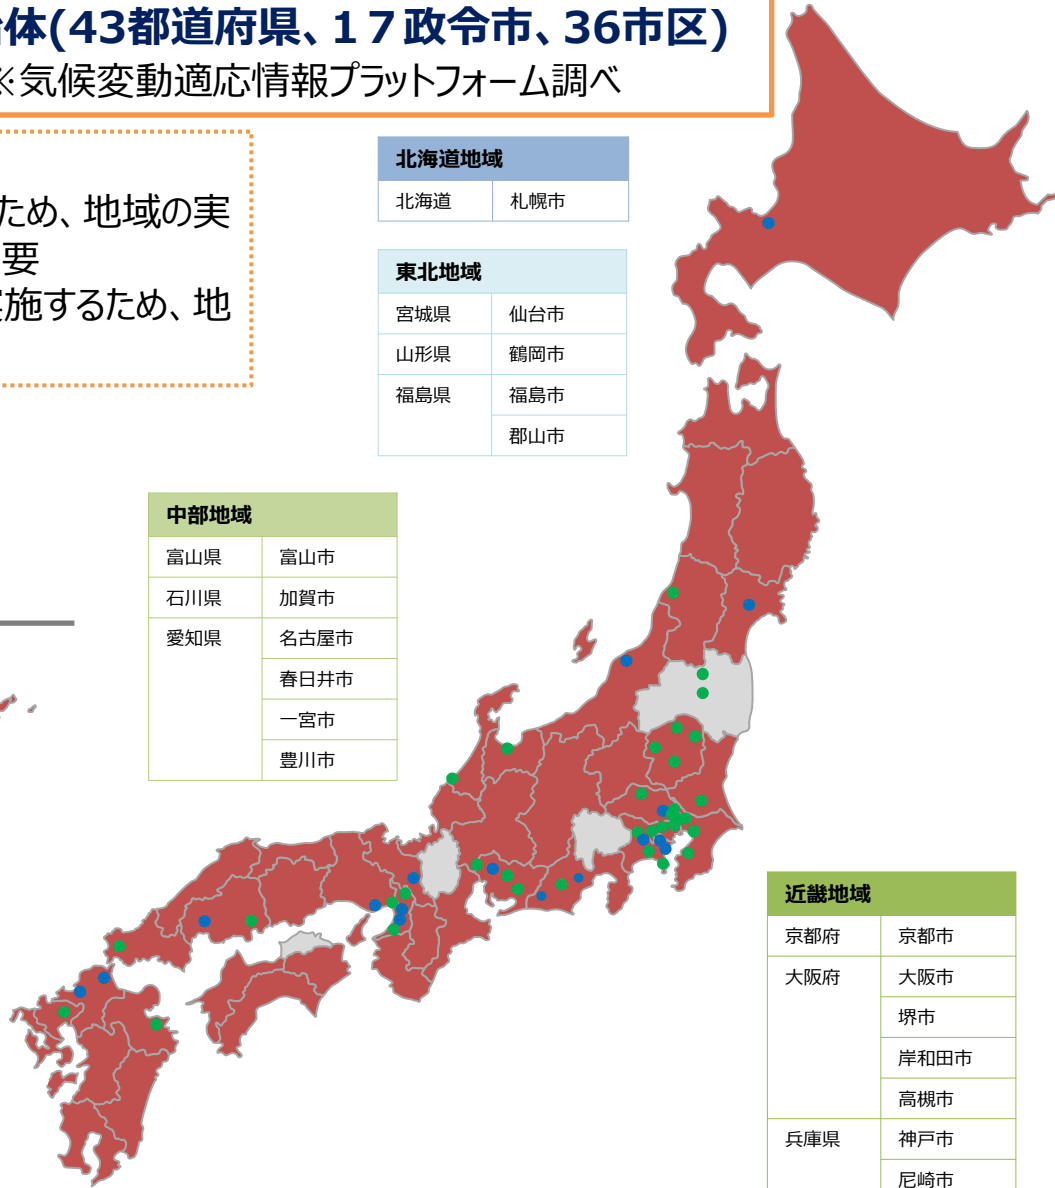 治体(43都道府県、17政令市、36市区)
※気候変動適応情報プラットフォーム調べ
ため、地域の実
要
実施するため、地
北海道地域
北海道 札幌市
東北地域
宮城県 仙台市
山形県 鶴岡市
福島県 福島市
郡山市
中部地域
富山県 富山市
石川県 加賀市
愛知県 名古屋市
春日井市
一宮市
豊川市
近畿地域
京都府 京都市
大阪府 大阪市
堺市
岸和田市
高槻市
兵庫県 神戸市
尼崎市